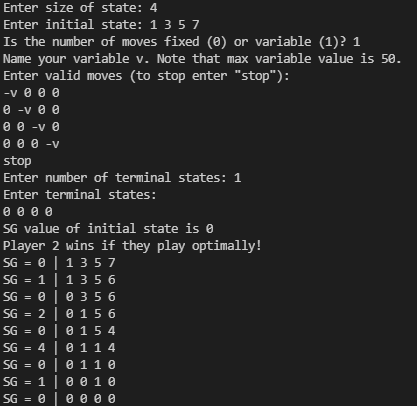 Enter size of state: 4
Enter initial state: 1 3 5 7
Is the number of moves fixed (0) or variable (1)? 1
Name your variable v. Note that max variable value is 50.
Enter valid moves (to stop enter "stop"):
-v 0 0 0
0 -v 0 0
0 0 -v 0
0 0 0 -v
stop
Enter number of terminal states: 1
Enter terminal states:
0 0 0 0
SG value of initial state is 0
Player 2 wins if they play optimally!
SG = 0 | 1 3 5 7
SG = 1 | 1 3 5 6
SG = 0 | 0 3 5 6
SG = 2 | 0 1 5 6
SG = 0 | 0 1 5 4
SG = 4 | 0 1 1 4
SG = 0 | 0 1 1 0
SG = 1 | 0 0 1 0
SG = 0 | 0 0 0 0